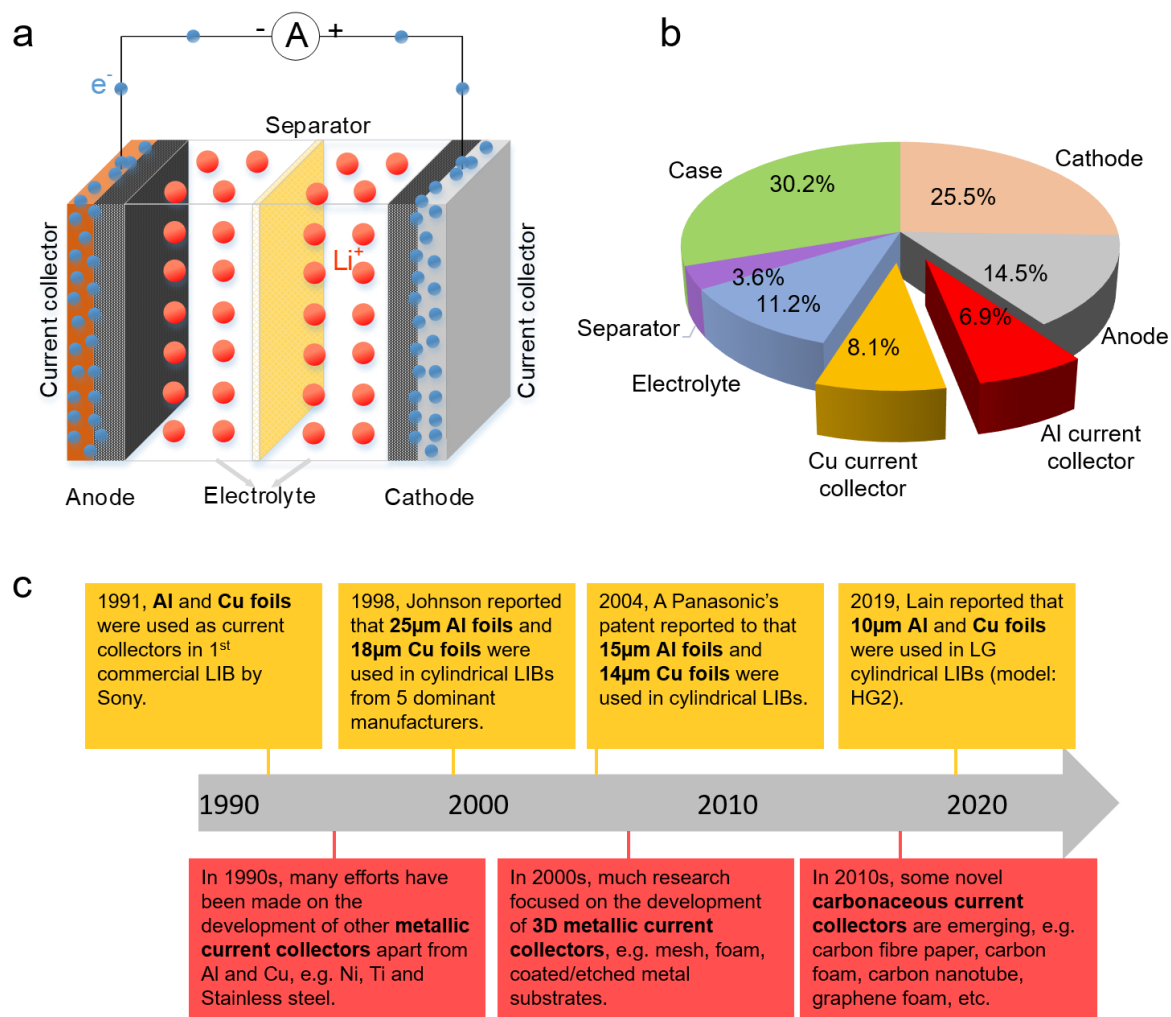 a
- A +
e-
Separator
Li+
Current collector
Current collector
Anode
Electrolyte
Cathode
b
Case
30.2%
Cathode
25.5%
14.5%
Anode
6.9%
Al current
collector
8.1%
Cu current
collector
11.2%
Electrolyte
3.6%
Separator
c
1991, Al and Cu foils
were used as current
collectors in 1st
commercial LIB by
Sony.
1998, Johnson reported
that 25µm Al foils and
18µm Cu foils were
used in cylindrical LIBs
from 5 dominant
manufacturers.
2004, A Panasonic’s
patent reported to that
15µm Al foils and
14µm Cu foils were
used in cylindrical LIBs.
2019, Lain reported that
10µm Al and Cu foils
were used in LG
cylindrical LIBs (model:
HG2).
1990 2000 2010 2020
In 1990s, many efforts have
been made on the
development of other metallic
current collectors apart from
Al and Cu, e.g. Ni, Ti and
Stainless steel.
In 2000s, much research
focused on the development
of 3D metallic current
collectors, e.g. mesh, foam,
coated/etched metal
substrates.
In 2010s, some novel
carbonaceous current
collectors are emerging, e.g.
carbon fibre paper, carbon
foam, carbon nanotube,
graphene foam, etc.